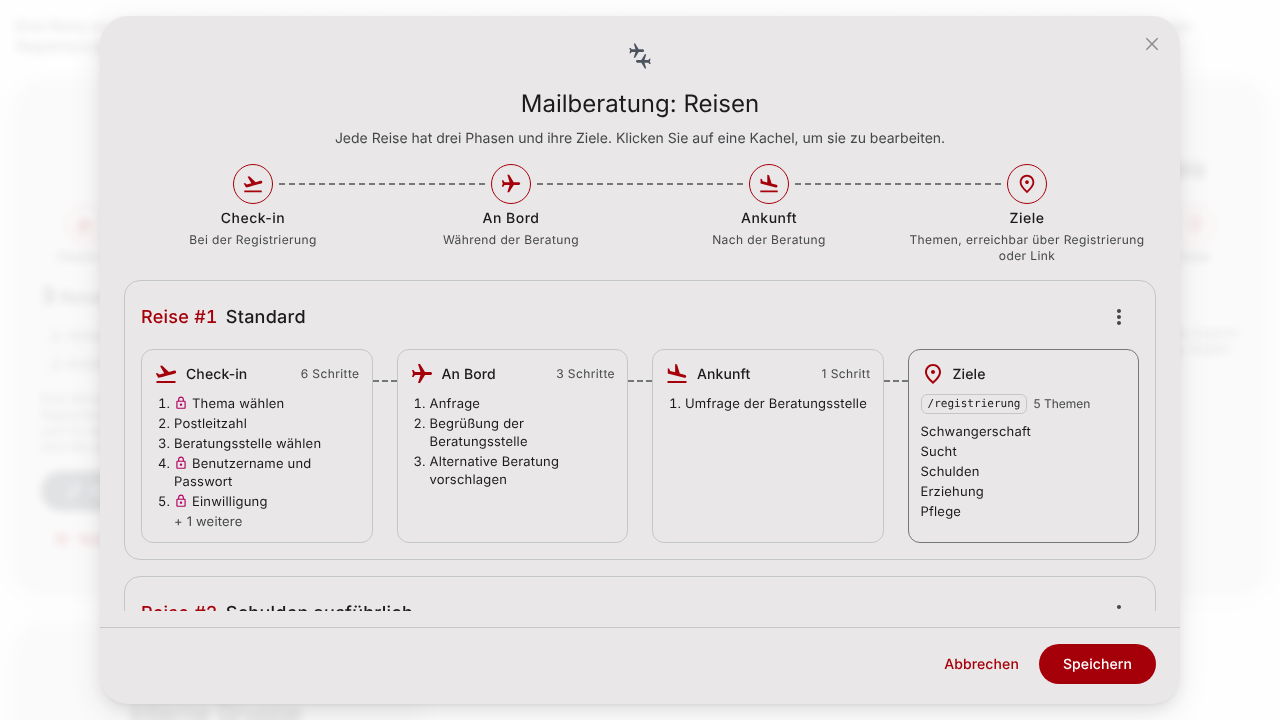 Mailberatung: Reisen
Jede Reise hat drei Phasen und ihre Ziele. Klicken Sie auf eine Kachel, um sie zu bearbeiten.
Check-in
Bei der Registrierung
An Bord
Während der Beratung
Ankunft
Nach der Beratung
Ziele
Themen, erreichbar über Registrierung
oder Link
Reise #1 Standard
Check-in 6 Schritte
1. Thema wählen
2. Postleitzahl
3. Beratungsstelle wählen
4. Benutzername und
Passwort
5. Einwilligung
+ 1 weitere
An Bord 3 Schritte
1. Anfrage
2. Begrüßung der
Beratungsstelle
3. Alternative Beratung
vorschlagen
Ankunft 1 Schritt
1. Umfrage der Beratungsstelle
Ziele
/registrierung 5 Themen
Schwangerschaft
Sucht
Schulden
Erziehung
Pflege
Reise #2 Schulden ausführlich
Abbrechen
Speichern